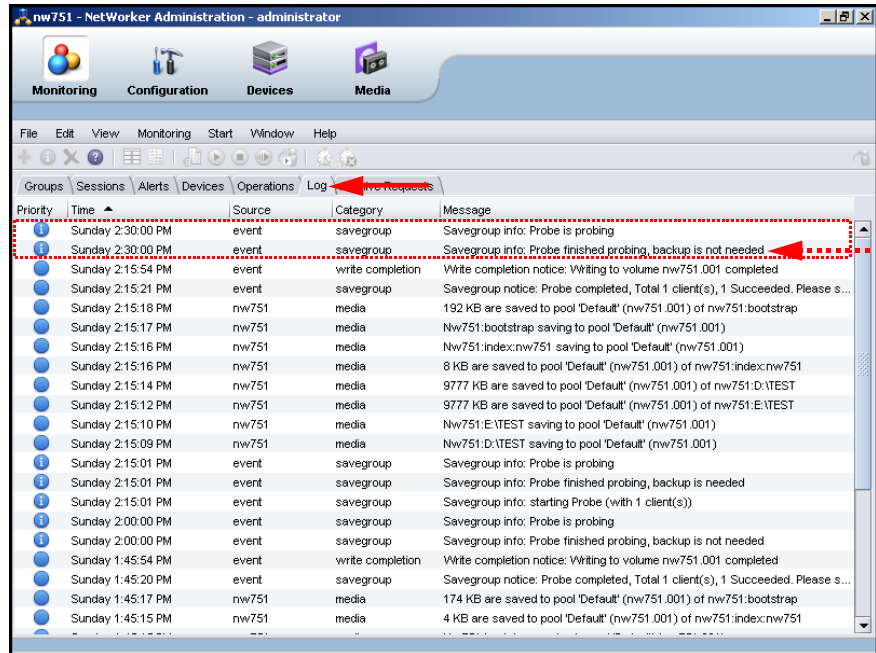 nw751 - NetWorker Administration - administrator
Monitoring Configuration Devices Media
File Edit View Monitoring Start Window Help
Groups Sessions Alerts Devices Operations Log Requests
Priority Time Source Category Message
Sunday 2:30:00 PM event savegroup Savegroup info: Probe is probing
Sunday 2:30:00 PM event savegroup Savegroup info: Probe finished probing, backup is not needed
Sunday 2:15:54 PM event write completion Write completion notice: Writing to volume nw751.001 completed
Sunday 2:15:21 PM event savegroup Savegroup notice: Probe completed, Total 1 client(s), 1 Succeeded. Please s...
Sunday 2:15:18 PM nw751 media 192 KB are saved to pool 'Default' (nw751.001) of nw751:bootstrap
Sunday 2:15:17 PM nw751 media Nw751:bootstrap saving to pool 'Default' (nw751.001)
Sunday 2:15:16 PM nw751 media Nw751:index:nw751 saving to pool 'Default' (nw751.001)
Sunday 2:15:16 PM nw751 media 8 KB are saved to pool 'Default' (nw751.001) of nw751:index:nw751
Sunday 2:15:14 PM nw751 media 9777 KB are saved to pool 'Default' (nw751.001) of nw751:D:\TEST
Sunday 2:15:12 PM nw751 media 9777 KB are saved to pool 'Default' (nw751.001) of nw751:E:\TEST
Sunday 2:15:10 PM nw751 media Nw751:E:\TEST saving to pool 'Default' (nw751.001)
Sunday 2:15:09 PM nw751 media Nw751:D:\TEST saving to pool 'Default' (nw751.001)
Sunday 2:15:01 PM event savegroup Savegroup info: Probe is probing
Sunday 2:15:01 PM event savegroup Savegroup info: Probe finished probing, backup is needed
Sunday 2:15:01 PM event savegroup Savegroup info: starting Probe (with 1 client(s))
Sunday 2:00:00 PM event savegroup Savegroup info: Probe is probing
Sunday 2:00:00 PM event savegroup Savegroup info: Probe finished probing, backup is not needed
Sunday 1:45:54 PM event write completion Write completion notice: Writing to volume nw751.001 completed
Sunday 1:45:20 PM event savegroup Savegroup notice: Probe completed, Total 1 client(s), 1 Succeeded. Please s...
Sunday 1:45:17 PM nw751 media 174 KB are saved to pool 'Default' (nw751.001) of nw751:bootstrap
Sunday 1:45:15 PM nw751 media 4 KB are saved to pool 'Default' (nw751.001) of nw751:index:nw751